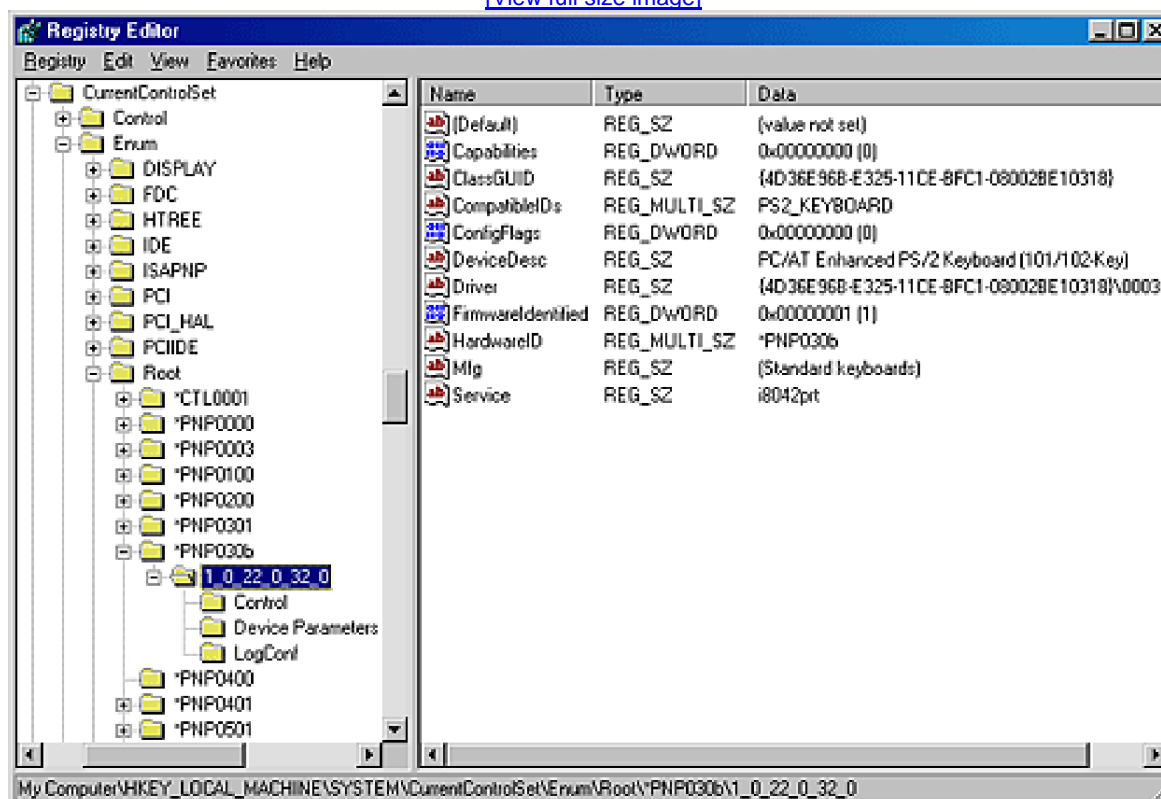 [View full size image]
Registry Editor
Registry Edit View Favorites Help
CurrentControlSet
Control
Enum
DISPLAY
FDC
HTREE
IDE
ISAPNP
PCI
PCI_HAL
PCIIDE
Root
*CTL0001
*PNP0000
*PNP0003
*PNP0100
*PNP0200
*PNP0301
*PNP030b
1_0_22_0_32_0
Control
Device Parameters
LogConf
*PNP0400
*PNP0401
*PNP0501
Name Type Data
(Default) REG_SZ (value not set)
Capabilities REG_DWORD 0x00000000 (0)
ClassGUID REG_SZ {4D36E96B-E325-11CE-BFC1-08002BE10318}
CompatibleIDs REG_MULTI_SZ PS2_KEYBOARD
ConfigFlags REG_DWORD 0x00000000 (0)
DeviceDesc REG_SZ PC/AT Enhanced PS/2 Keyboard (101/102-Key)
Driver REG_SZ {4D36E96B-E325-11CE-BFC1-08002BE10318}\0003
FirmwareIdentified REG_DWORD 0x00000001 (1)
HardwareID REG_MULTI_SZ *PNP030b
Mfg REG_SZ (Standard keyboards)
Service REG_SZ i8042prt
My Computer\HKEY_LOCAL_MACHINE\SYSTEM\CurrentControlSet\Enum\Root\*PNP030b\1_0_22_0_32_0